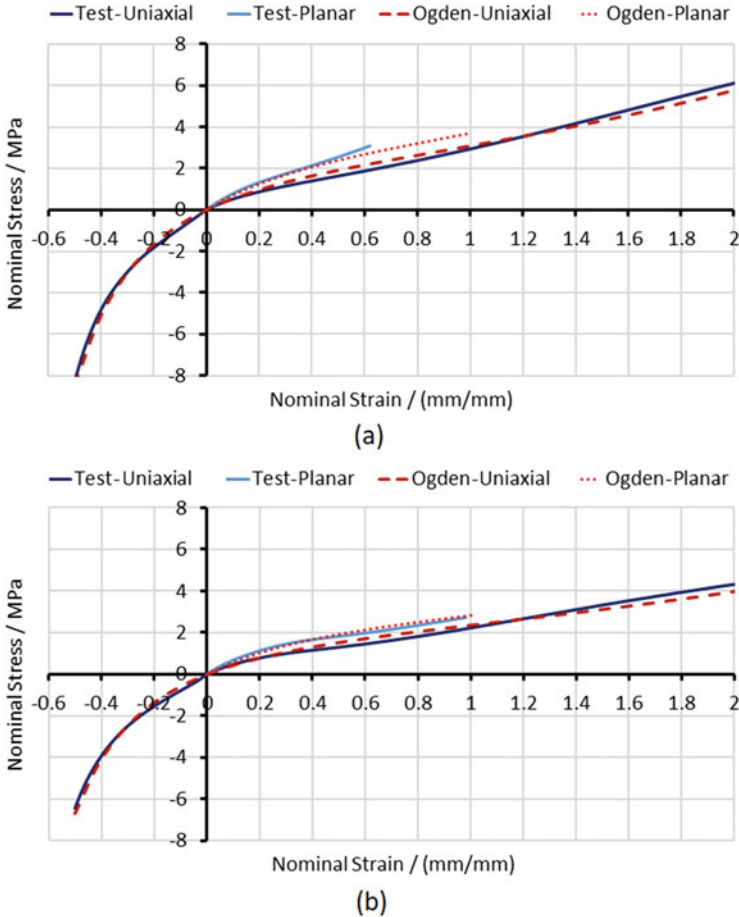 Test-Uniaxial Test-Planar Ogden-Uniaxial Ogden-Planar
8
6
4
2
0
-2
-4
-6
-8
-0.6 -0.4 -0.2 0 0.2 0.4 0.6 0.8 1 1.2 1.4 1.6 1.8 2
Nominal Stress / MPa
Nominal Strain / (mm/mm)
(a)
Test-Uniaxial Test-Planar Ogden-Uniaxial Ogden-Planar
8
6
4
2
0
-2
-4
-6
-8
-0.6 -0.4 -0.2 0 0.2 0.4 0.6 0.8 1 1.2 1.4 1.6 1.8 2
Nominal Stress / MPa
Nominal Strain / (mm/mm)
(b)